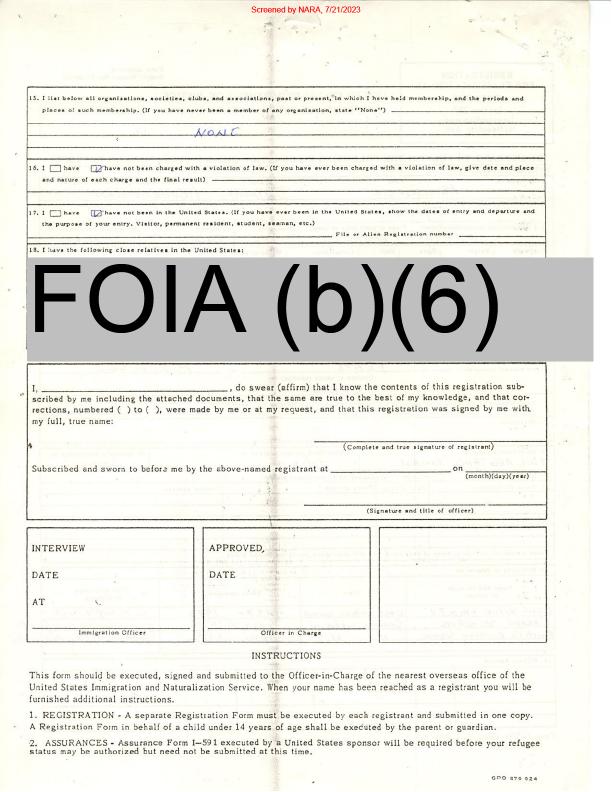 Screened by NARA, 7/21/2023
15. I list below all organizations, societies, clubs, and associations, past or present, in which I have held membership, and the periods and
places of such membership. (If you have never been a member of any organization, state "None")
NONE
16. I have have not been charged with a violation of law. (If you have ever been charged with a violation of law, give date and place
and nature of each charge and the final result)
17. I have have not been in the United States. (If you have ever been in the United States, show the dates of entry and departure and
the purpose of your entry. Visitor, permanent resident, student, seaman, etc.)
File or Alien Registration number
18. I have the following close relatives in the United States:
FOIA (b)(6)
I, , do swear (affirm) that I know the contents of this registration sub-
scribed by me including the attached documents, that the same are true to the best of my knowledge, and that cor-
rections, numbered ( ) to ( ), were made by me or at my request, and that this registration was signed by me with
my full, true name:
(Complete and true signature of registrant)
Subscribed and sworn to before me by the above-named registrant at on
(month)(day)(year)
(Signature and title of officer)
INTERVIEW
DATE
AT
Immigration Officer
APPROVED,
DATE
Officer in Charge
INSTRUCTIONS
This form should be executed, signed and submitted to the Officer-in-Charge of the nearest overseas office of the
United States Immigration and Naturalization Service. When your name has been reached as a registrant you will be
furnished additional instructions.
1. REGISTRATION - A separate Registration Form must be executed by each registrant and submitted in one copy.
A Registration Form in behalf of a child under 14 years of age shall be executed by the parent or guardian.
2. ASSURANCES - Assurance Form I-591 executed by a United States sponsor will be required before your refugee
status may be authorized but need not be submitted at this time.
GPO 870 024